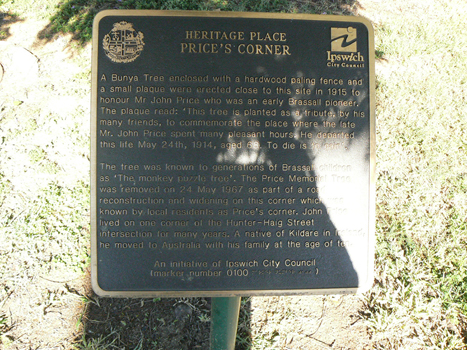 HERITAGE PLACE
PRICE'S CORNER
Ipswich
City Council
A Bunya Tree enclosed with a hardwood paling fence and
a small plaque were erected close to this site in 1915 to
honour Mr John Price who was an early Brassall pioneer.
The plaque read: 'This tree is planted as a tribute, by his
many friends, to commemorate the place where the late
Mr. John Price spent many pleasant hours. He departed
this life May 24th, 1914, aged To die is
The tree was known to generations of Brassall
as 'The monkey puzzle tree'. The Price Memorial
was removed on 24 May 1967 as part of a
reconstruction and widening on this corner
known by local residents as Price's corner. John
lived on one corner of the Hunter-Haig Street
intersection for many years. A native of Kildare in
he moved to Australia with his family at the age of
An initiative of Ipswich City Council
(marker number 0100